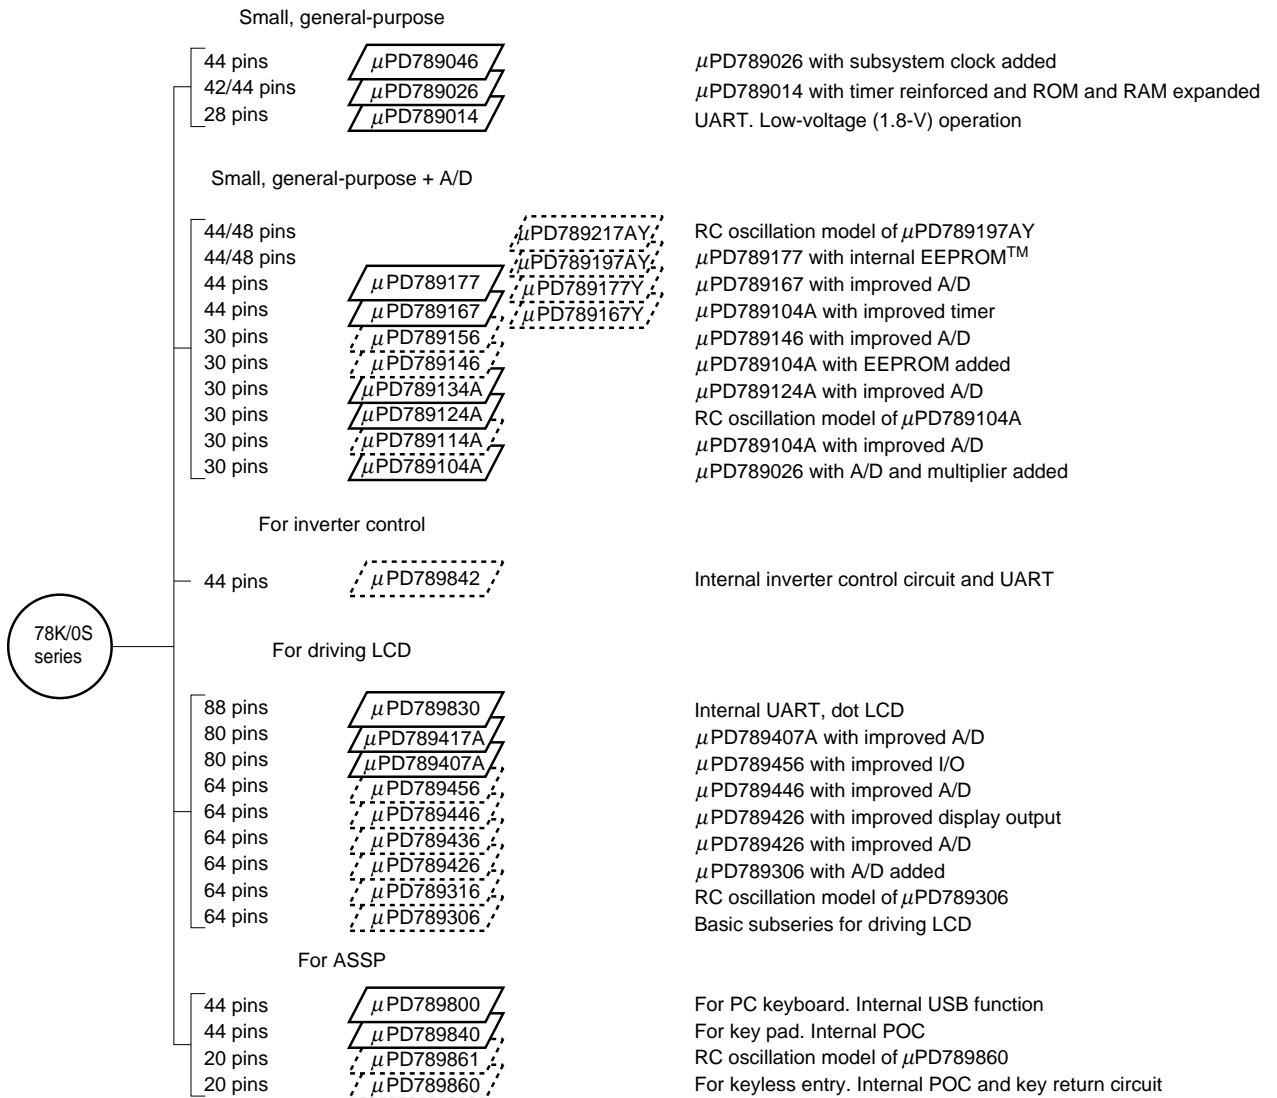 Small, general-purpose
44 pins μPD789046 μPD789026 with subsystem clock added
42/44 pins μPD789026 μPD789014 with timer reinforced and ROM and RAM expanded
28 pins μPD789014 UART. Low-voltage (1.8-V) operation
Small, general-purpose + A/D
44/48 pins μPD789217AY RC oscillation model of μPD789197AY
44/48 pins μPD789197AY μPD789177 with internal EEPROM™
44 pins μPD789177 μPD789177Y μPD789167 with improved A/D
44 pins μPD789167 μPD789167Y μPD789104A with improved timer
30 pins μPD789156 μPD789146 with improved A/D
30 pins μPD789146 μPD789104A with EEPROM added
30 pins μPD789134A μPD789124A with improved A/D
30 pins μPD789124A RC oscillation model of μPD789104A
30 pins μPD789114A μPD789104A with improved A/D
30 pins μPD789104A μPD789026 with A/D and multiplier added
For inverter control
44 pins μPD789842 Internal inverter control circuit and UART
78K/0S
series
For driving LCD
88 pins μPD789830 Internal UART, dot LCD
80 pins μPD789417A μPD789407A with improved A/D
80 pins μPD789407A μPD789456 with improved I/O
64 pins μPD789456 μPD789446 with improved A/D
64 pins μPD789446 μPD789426 with improved display output
64 pins μPD789436 μPD789426 with improved A/D
64 pins μPD789426 μPD789306 with A/D added
64 pins μPD789316 RC oscillation model of μPD789306
64 pins μPD789306 Basic subseries for driving LCD
For ASSP
44 pins μPD789800 For PC keyboard. Internal USB function
44 pins μPD789840 For key pad. Internal POC
20 pins μPD789861 RC oscillation model of μPD789860
20 pins μPD789860 For keyless entry. Internal POC and key return circuit